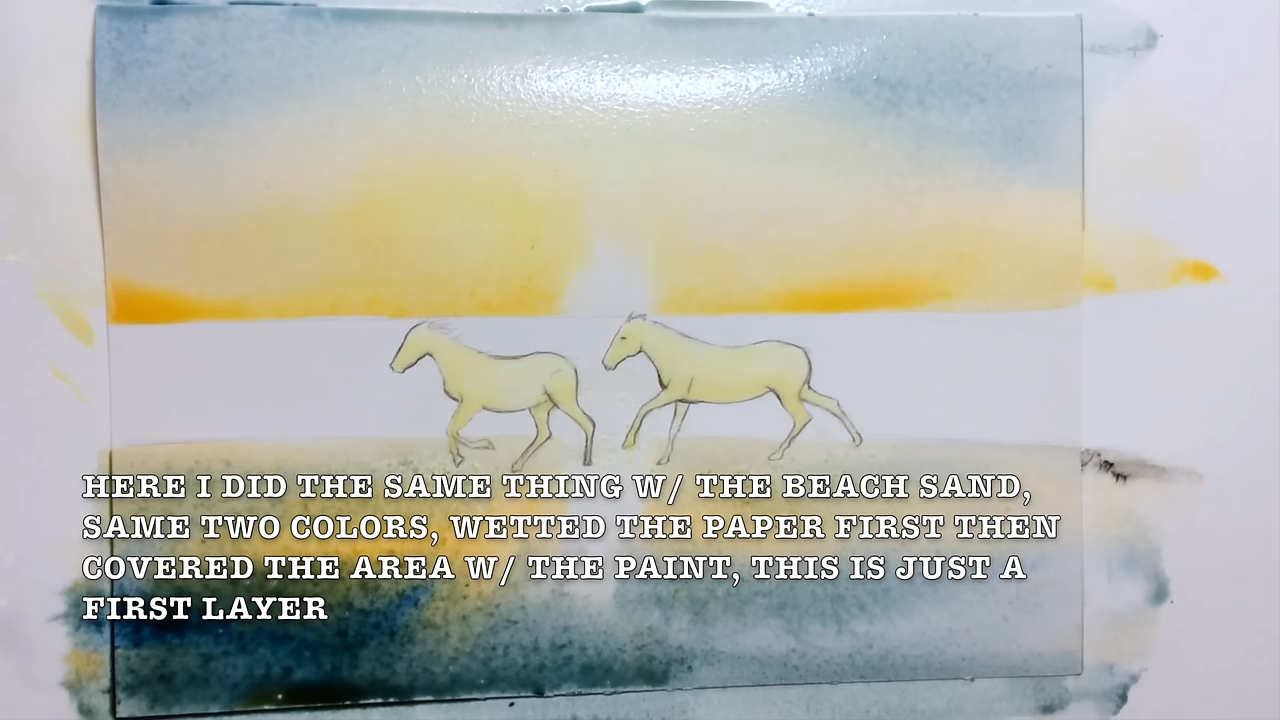 HERE I DID THE SAME THING W/ THE BEACH SAND,
SAME TWO COLORS, WETTED THE PAPER FIRST THEN
COVERED THE AREA W/ THE PAINT, THIS IS JUST A
FIRST LAYER